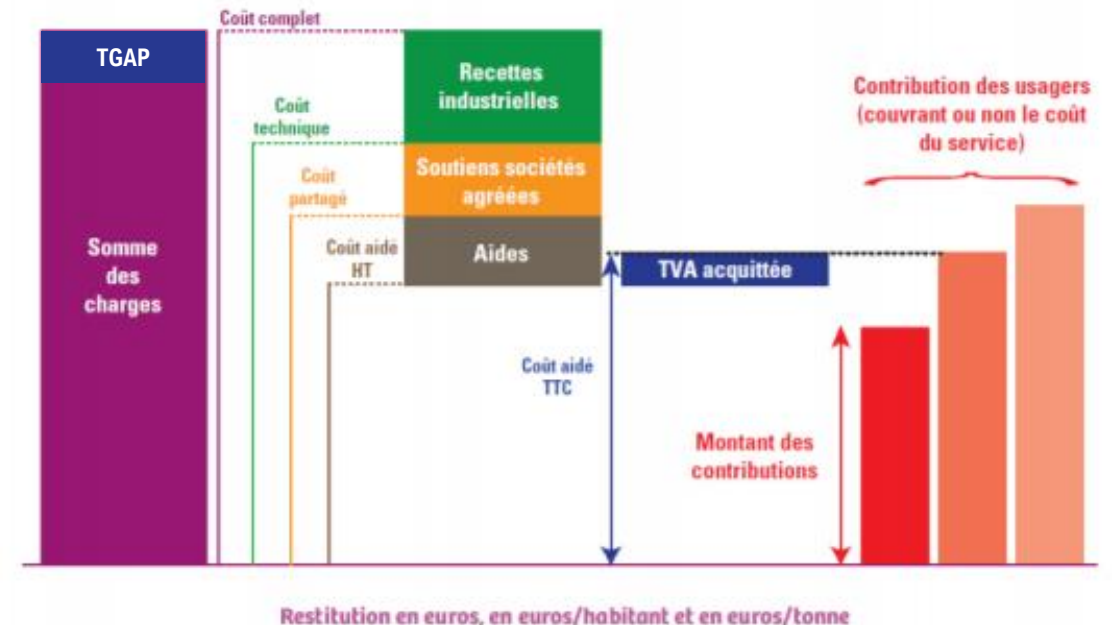 Coût complet
TGAP
Recettes
industrielles
Contribution des usagers
(couvrant ou non le coût
du service)
Coût
technique
Soutiens sociétés
agréées
Coût
partagé
Somme
des
charges
Coût aidé
HT
Aides
TVA acquittée
Coût aidé
TTC
Montant des
contributions
Restitution en euros, en euros/habitant et en euros/tonne